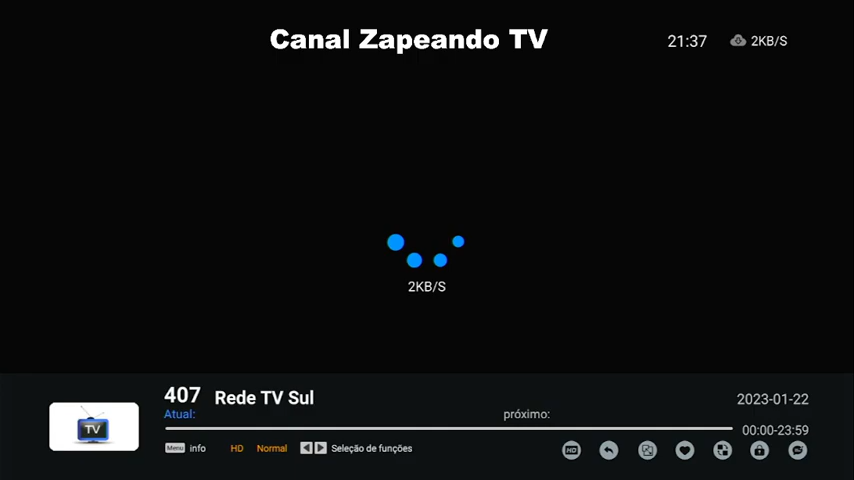 Canal Zapeando TV
21:37
2KB/S
2KB/S
407 Rede TV Sul
2023-01-22
Atual:
próximo:
00:00-23:59
TV
Menu info HD Normal Seleção de funções
HD